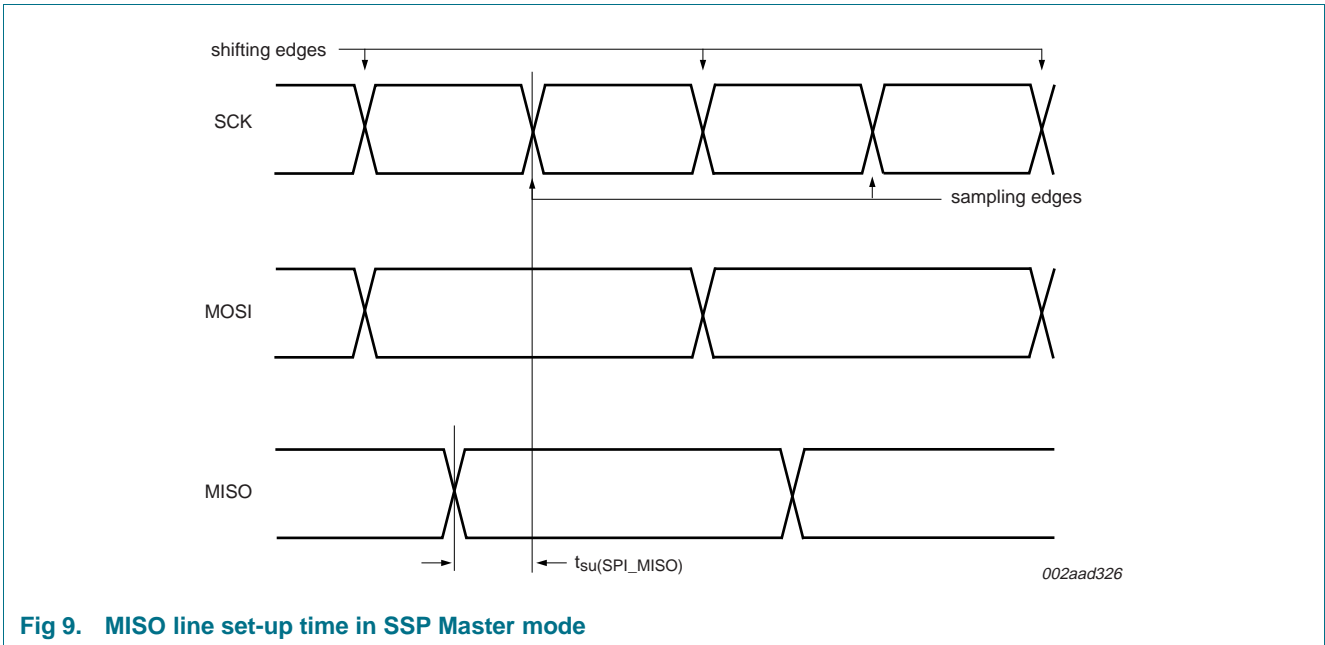 shifting edges
SCK
sampling edges
MOSI
MISO
tsu(SPI_MISO)
002aad326
Fig 9. MISO line set-up time in SSP Master mode